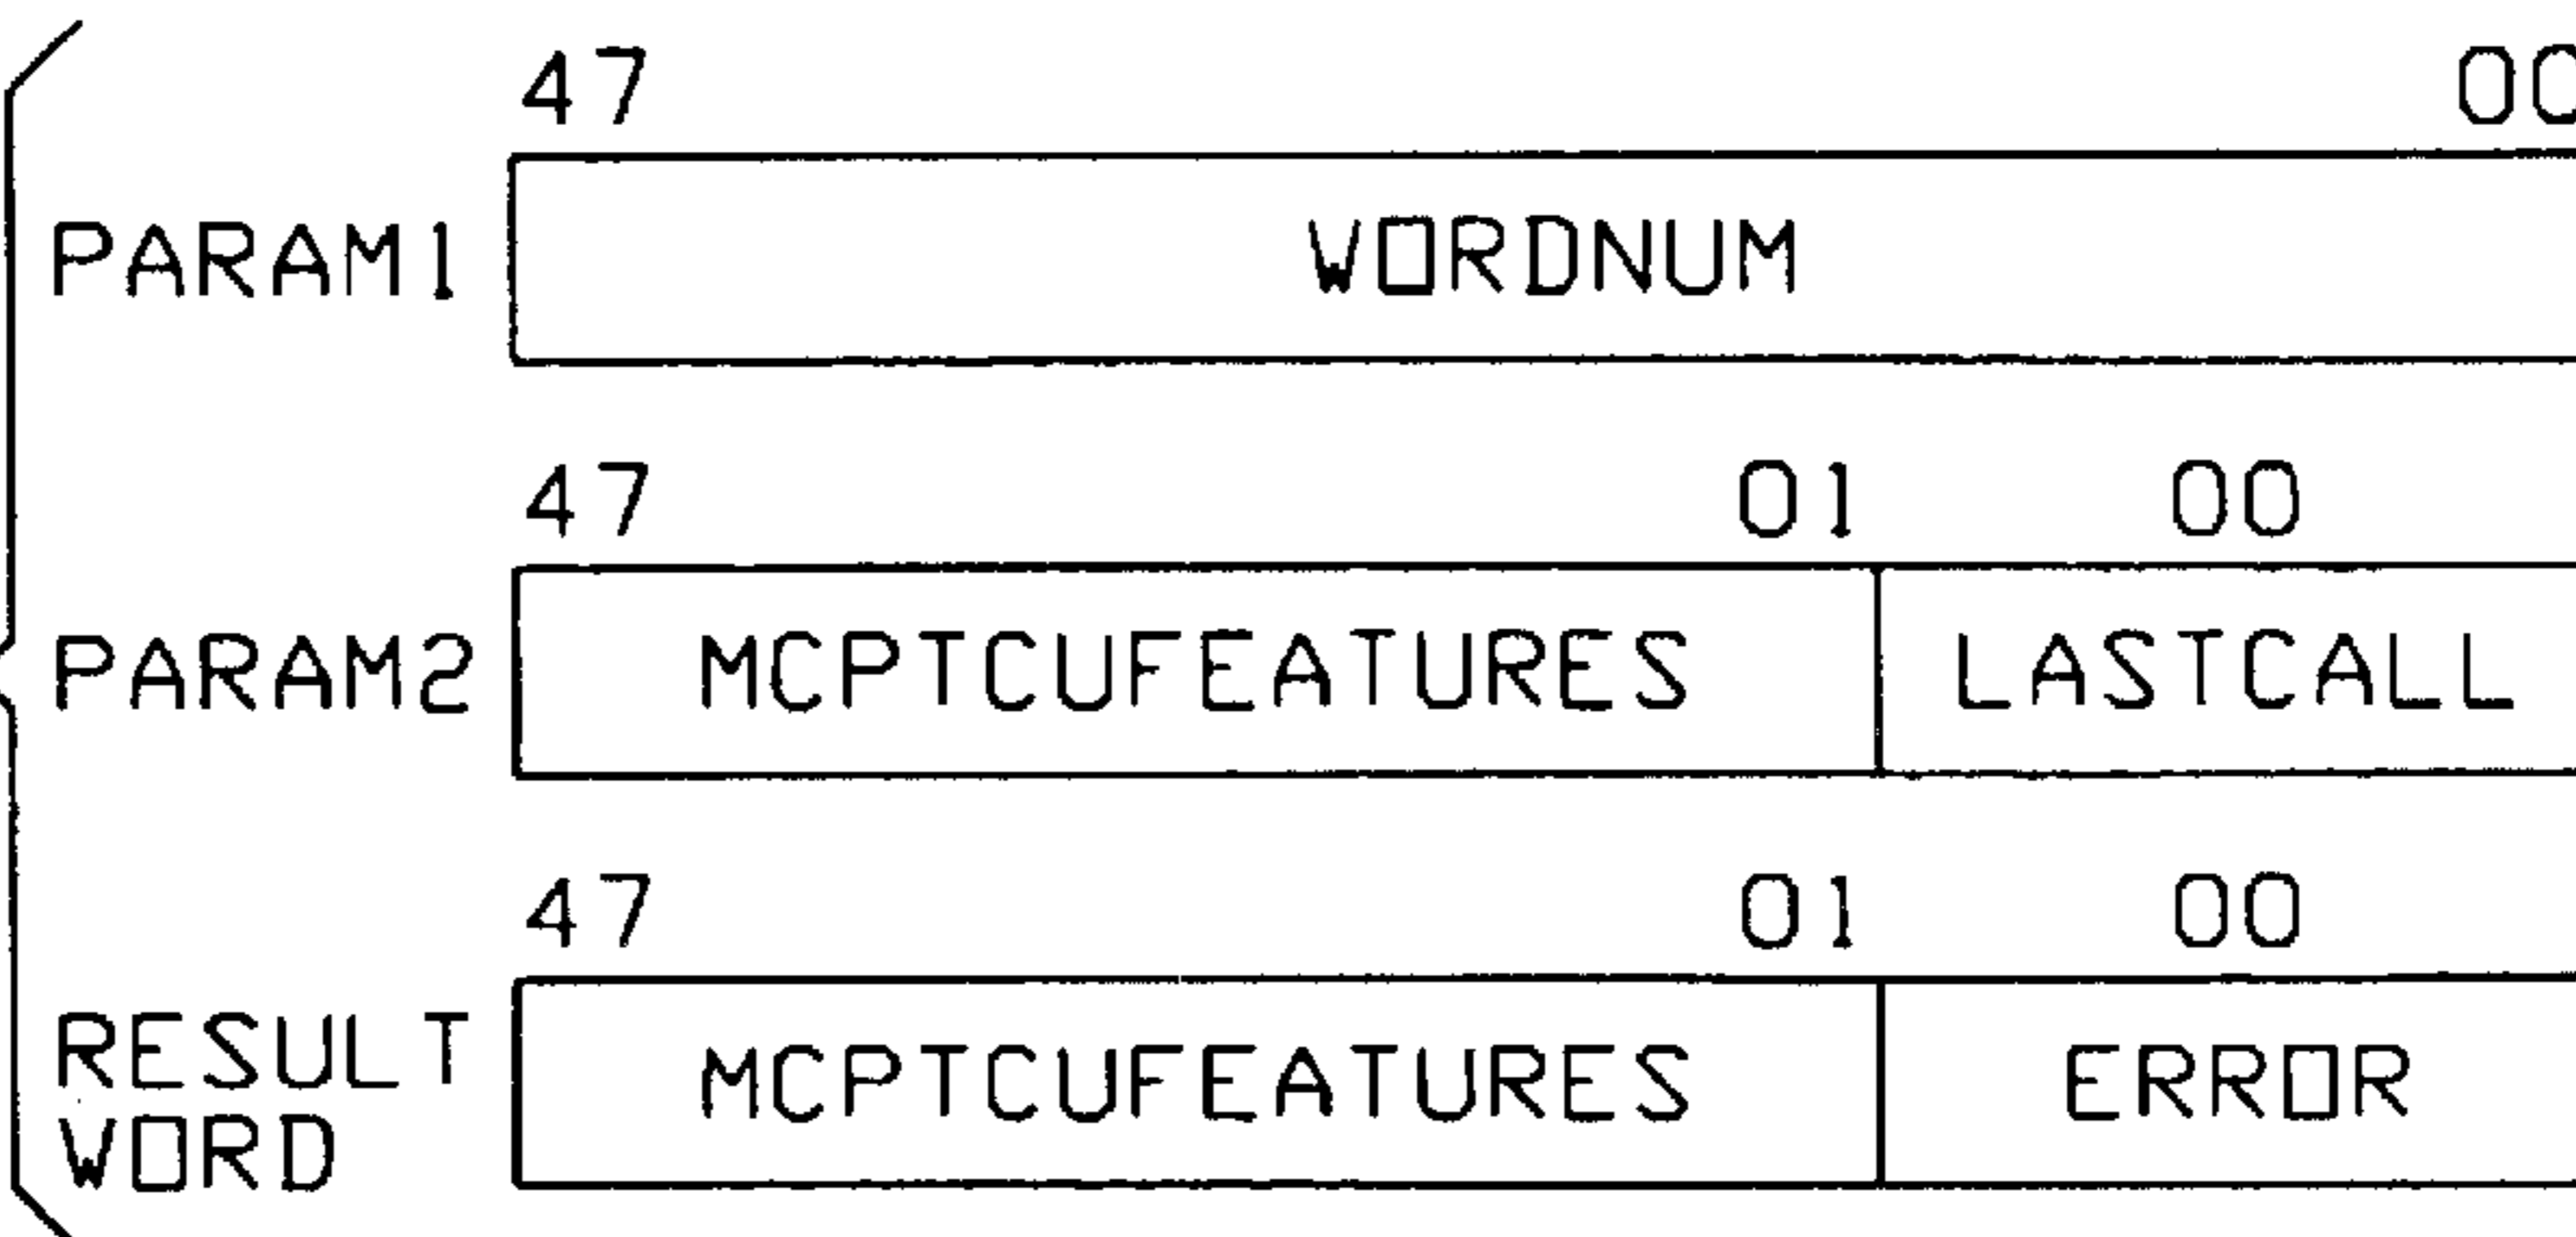 47 00
PARAM1 WORDNUM
47 01 00
PARAM2 MCPTCUFEATURES LASTCALL
47 01 00
RESULT WORD MCPTCUFEATURES ERROR